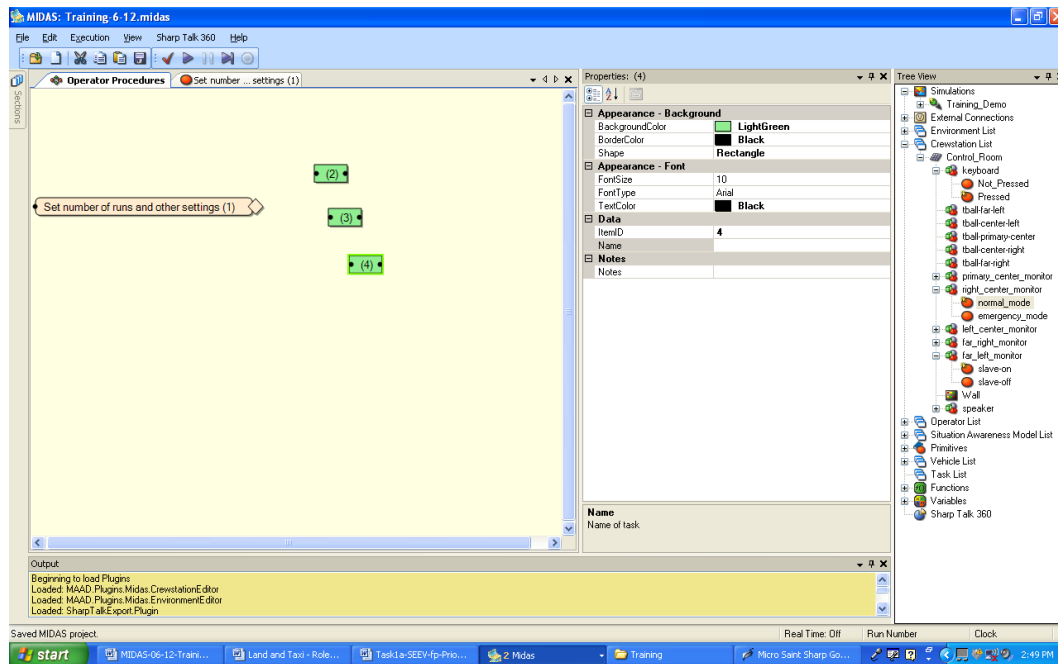 MIDAS: Training-6-12.midas
File Edit Execution View Sharp Talk 360 Help
Sections
Operator Procedures
Set number ... settings (1)
(2)
Set number of runs and other settings (1)
(3)
(4)
Properties: (4)
Appearance - Background
BackgroundColor LightGreen
BorderColor Black
Shape Rectangle
Appearance - Font
FontSize 10
FontType Arial
TextColor Black
Data
ItemID 4
Name
Notes
Notes
Name
Name of task
Tree View
Simulations
Training_Demo
External Connections
Environment List
Crewstation List
Control_Room
keyboard
Not_Pressed
Pressed
tball-far-left
tball-center-left
tball-primary-center
tball-center-right
tball-far-right
primary_center_monitor
right_center_monitor
normal_mode
emergency_mode
left_center_monitor
far_right_monitor
far_left_monitor
slave-on
slave-off
Wall
speaker
Operator List
Situation Awareness Model List
Primitives
Vehicle List
Task List
Functions
Variables
Sharp Talk 360
Output
Beginning to load Plugins
Loaded: MAAD.Plugins.Midas.CrewstationEditor
Loaded: MAAD.Plugins.Midas.EnvironmentEditor
Loaded: SharpTalkExport.Plugin
Saved MIDAS project. Real Time: Off Run Number Clock
start MIDAS-06-12-Traini... Land and Taxi - Role... Task1a-SEEV-fp-Prio... 2 Midas Training Micro Saint Sharp Go... 2:49 PM